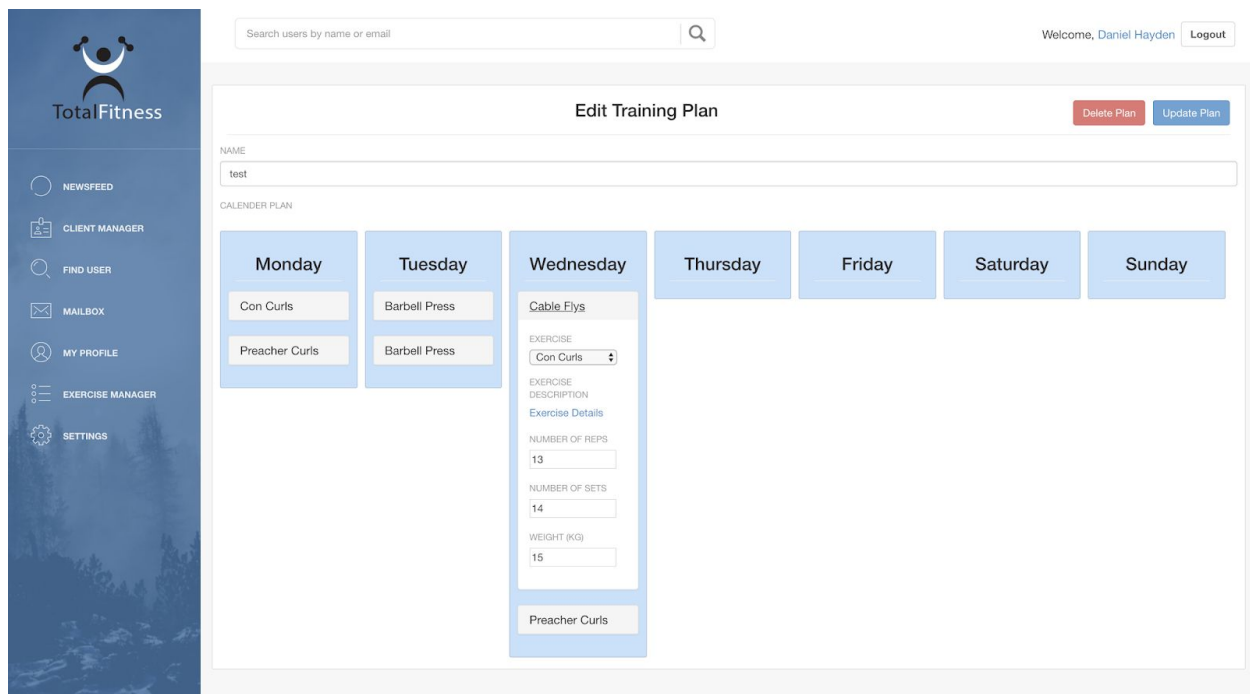 Search users by name or email
Welcome, Daniel Hayden Logout
TotalFitness
NEWSFEED
CLIENT MANAGER
FIND USER
MAILBOX
MY PROFILE
EXERCISE MANAGER
SETTINGS
Edit Training Plan
Delete Plan
Update Plan
NAME
test
CALENDER PLAN
Monday
Con Curls
Preacher Curls
Tuesday
Barbell Press
Barbell Press
Wednesday
Cable Flys
EXERCISE
Con Curls
EXERCISE
DESCRIPTION
Exercise Details
NUMBER OF REPS
13
NUMBER OF SETS
14
WEIGHT (KG)
15
Preacher Curls
Thursday
Friday
Saturday
Sunday